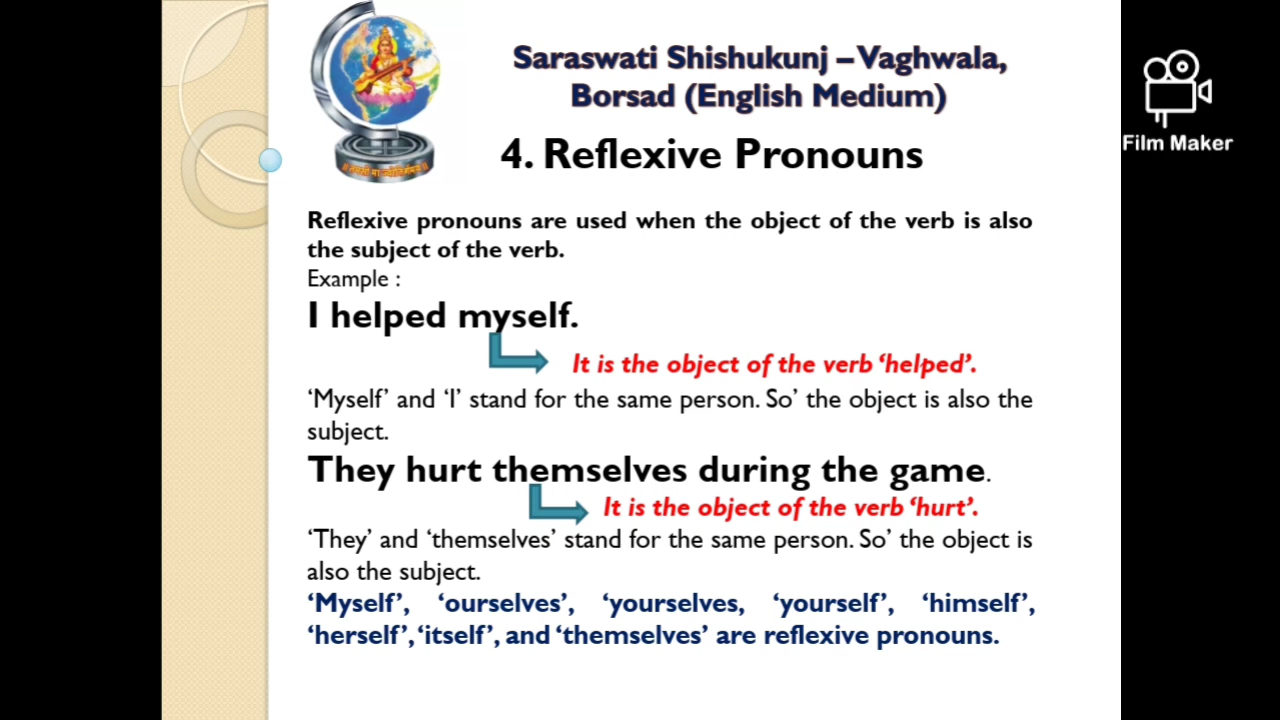 Saraswati Shishukunj – Vaghwala,
Borsad (English Medium)
Film Maker
4. Reflexive Pronouns
Reflexive pronouns are used when the object of the verb is also
the subject of the verb.
Example :
I helped myself.
It is the object of the verb ‘helped’.
‘Myself’ and ‘I’ stand for the same person. So’ the object is also the
subject.
They hurt themselves during the game.
It is the object of the verb ‘hurt’.
‘They’ and ‘themselves’ stand for the same person. So’ the object is
also the subject.
‘Myself’, ‘ourselves’, ‘yourselves, ‘yourself’, ‘himself’,
‘herself’, ‘itself’, and ‘themselves’ are reflexive pronouns.